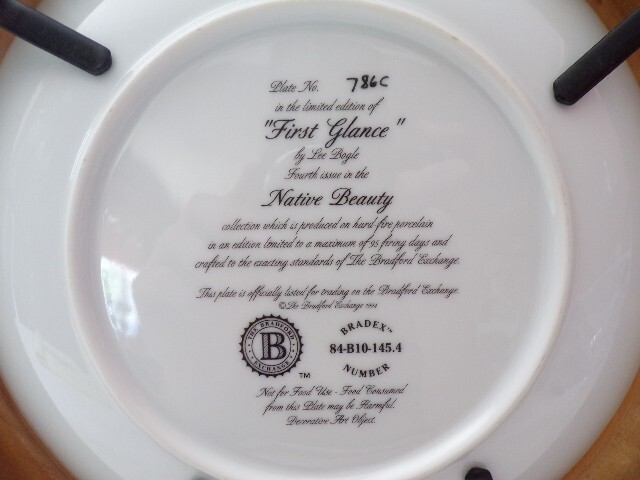 Plate No. 786C
in the limited edition of
"First Glance"
by Lee Bogle
Fourth issue in the
Native Beauty
collection which is produced on hard-fire porcelain
in an edition limited to a maximum of 95 firing days and
crafted to the exacting standards of The Bradford Exchange.
This plate is officially listed for trading on the Bradford Exchange.
©The Bradford Exchange 1994
THE BRADFORD
B
EXCHANGE
TM
BRADEX™
84-B10-145.4
NUMBER
Not for Food Use - Food Consumed
from this Plate may be Harmful.
Decorative Art Object.